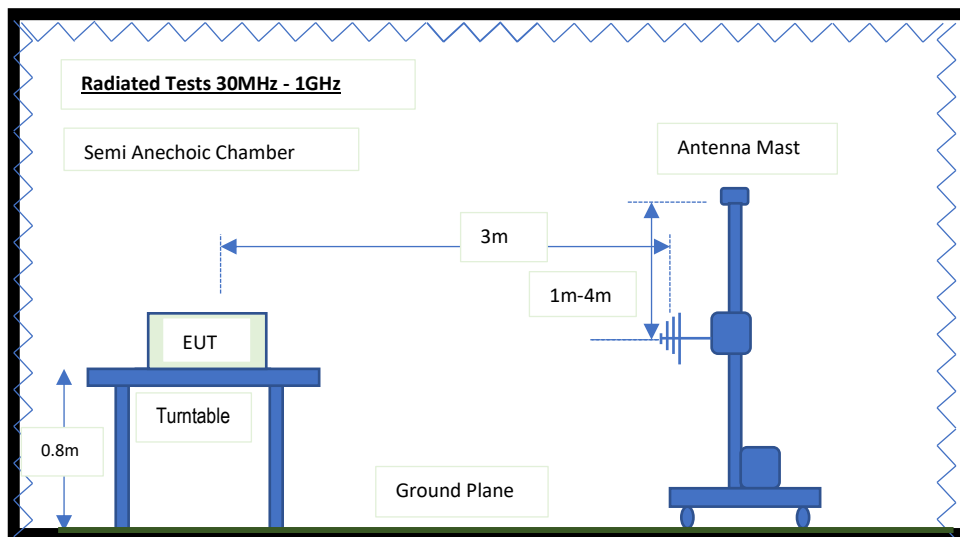 Radiated Tests 30MHz - 1GHz
Semi Anechoic Chamber
Antenna Mast
3m
1m-4m
EUT
Turntable
0.8m
Ground Plane